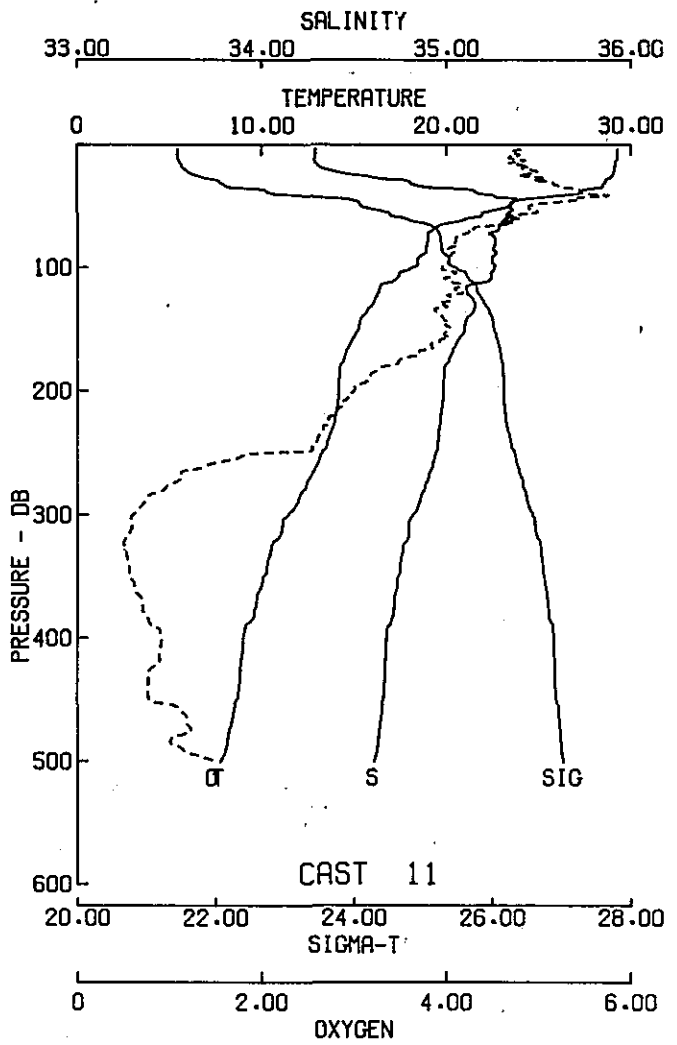 SALINITY
33.00 34.00 35.00 36.00
TEMPERATURE
0 10.00 20.00 30.00
100
200
PRESSURE - DB
300
400
500
OT S SIG
CAST 11
600
20.00 22.00 24.00 26.00 28.00
SIGMA-T
0 2.00 4.00 6.00
OXYGEN